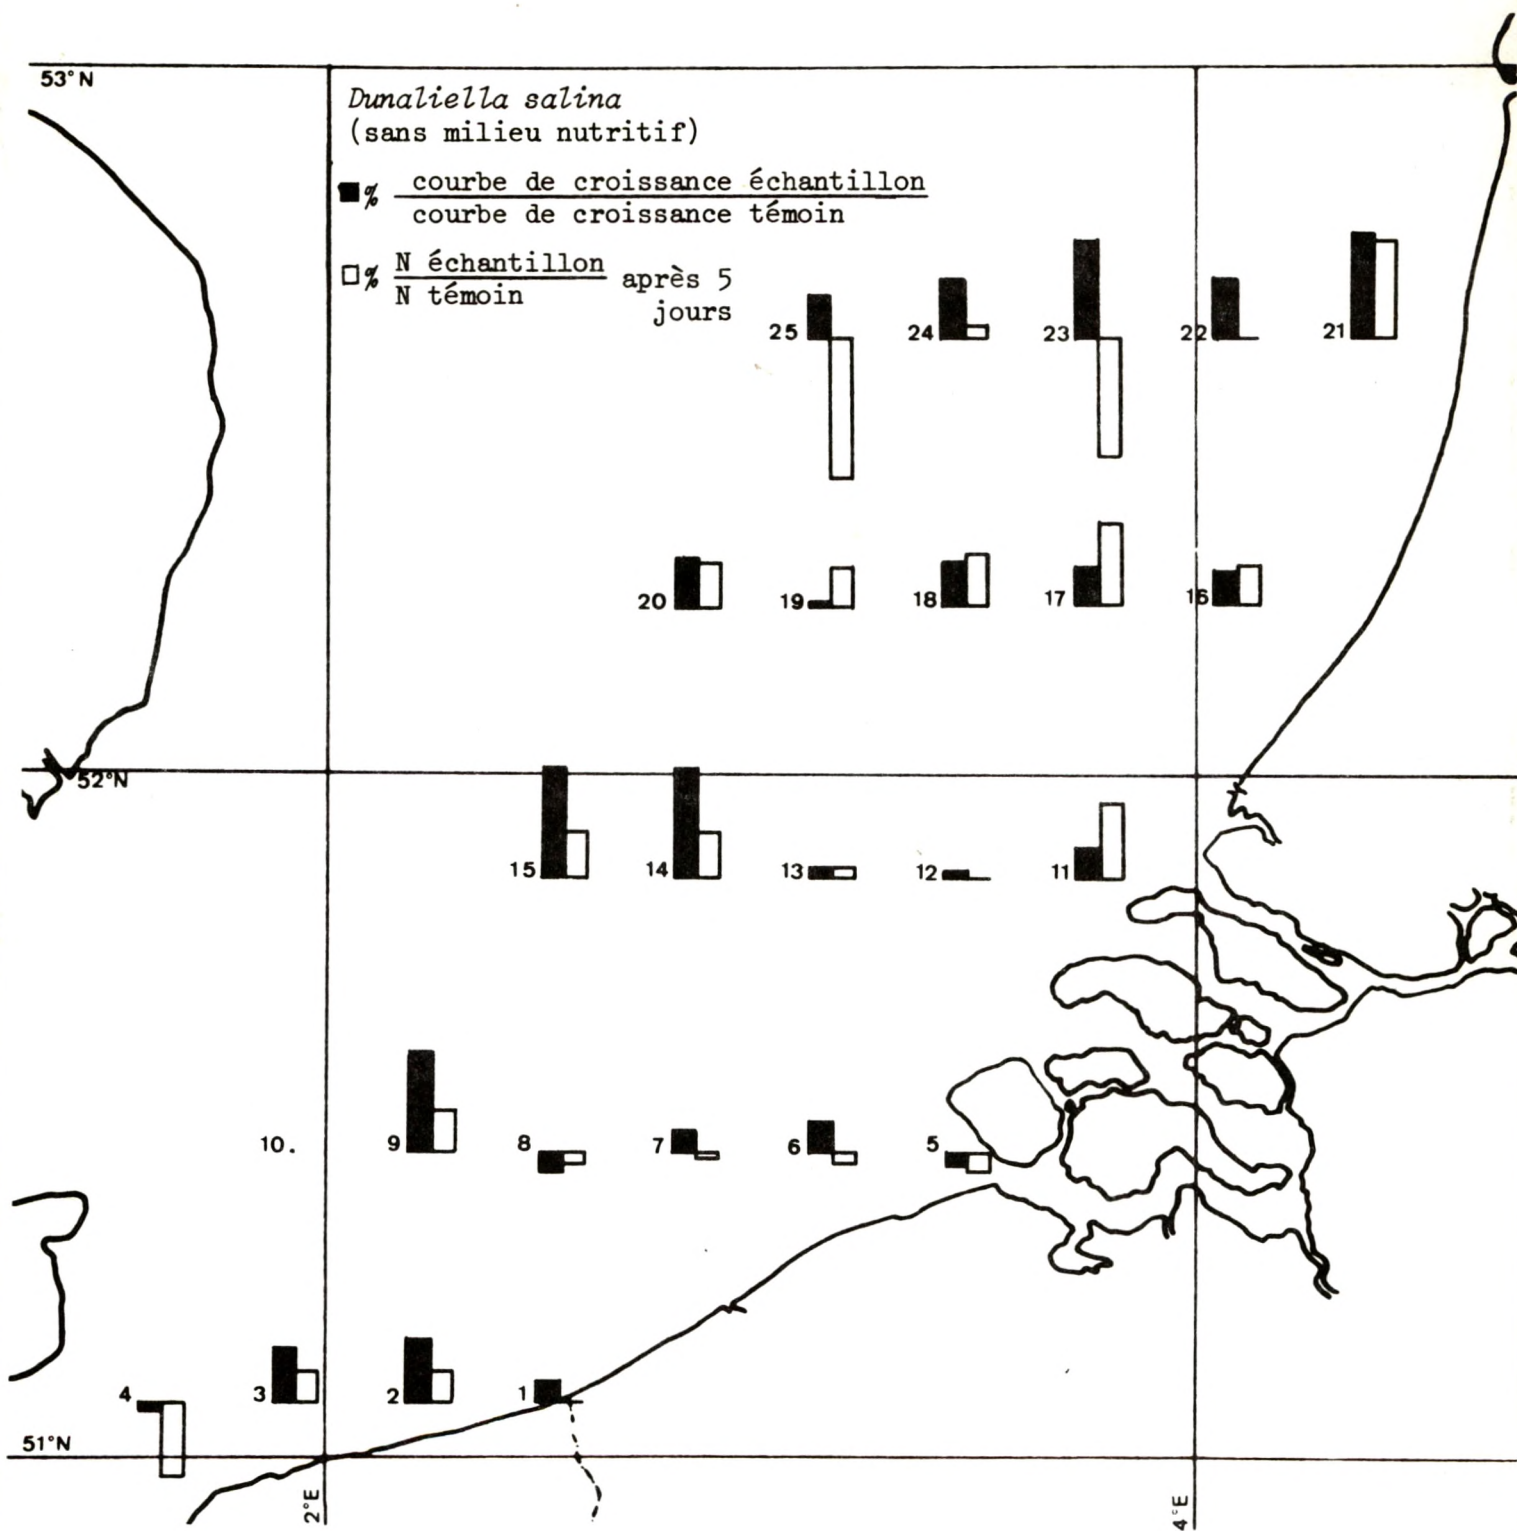 53°N
Dunaliella salina
(sans milieu nutritif)
% courbe de croissance échantillon
courbe de croissance témoin
% N échantillon
N témoin
après 5
jours
25 24 23 22 21
20 19 18 17 16
52°N
15 14 13 12 11
10. 9 8 7 6 5
4 3 2 1
51°N
2°E 4°E